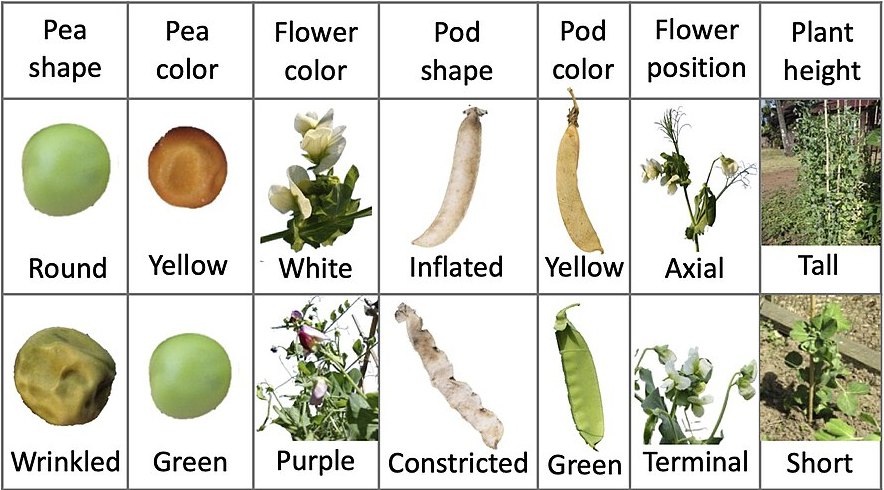 Pea shape
Pea color
Flower color
Pod shape
Pod color
Flower position
Plant height
Round
Yellow
White
Inflated
Yellow
Axial
Tall
Wrinkled
Green
Purple
Constricted
Green
Terminal
Short